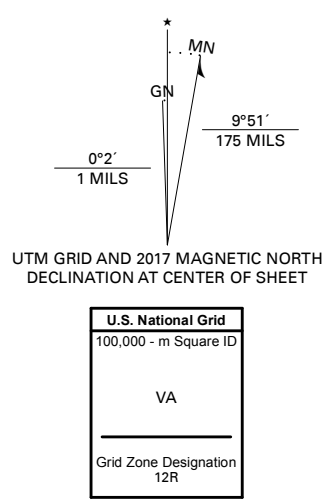 ★
MN
GN
9°51´
175 MILS
0°2´
1 MILS
UTM GRID AND 2017 MAGNETIC NORTH
DECLINATION AT CENTER OF SHEET
U.S. National Grid
100,000 - m Square ID
VA
Grid Zone Designation
12R